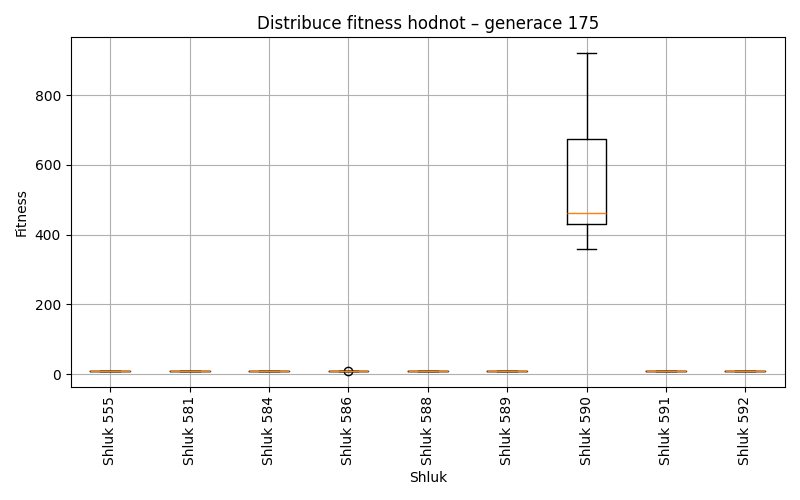 Distribuce fitness hodnot – generace 175
Fitness
800
600
400
200
0
Shluk 555
Shluk 581
Shluk 584
Shluk 586
Shluk 588
Shluk 589
Shluk 590
Shluk 591
Shluk 592
Shluk